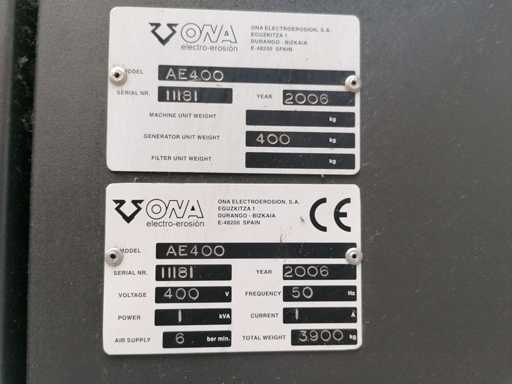 ONA
electro-erosión
ONA ELECTROEROSION, S.A.
EGUZKITZA 1
DURANGO - BIZKAIA
E-48200 SPAIN
MODEL AE400
SERIAL NR. 11181 YEAR 2006
MACHINE UNIT WEIGHT kg
GENERATOR UNIT WEIGHT 400 kg
FILTER UNIT WEIGHT kg
ONA
electro-erosión
ONA ELECTROEROSION, S.A.
EGUZKITZA 1
DURANGO - BIZKAIA
E-48200 SPAIN
CE
MODEL AE400
SERIAL NR. 11181 YEAR 2006
VOLTAGE 400 V FREQUENCY 50 Hz
POWER 1 kVA CURRENT 1 A
AIR SUPPLY 6 bar min. TOTAL WEIGHT 3900 kg